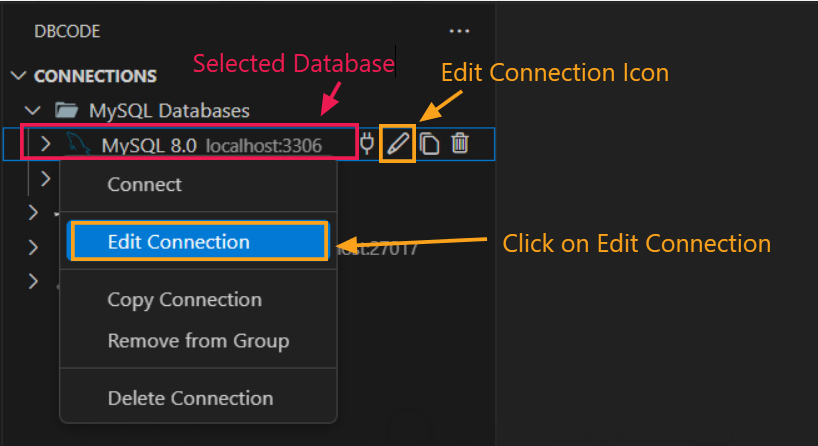 DBCODE
Selected Database
Edit Connection Icon
CONNECTIONS
MySQL Databases
MySQL 8.0 localhost:3306
Connect
Edit Connection
:27017
Click on Edit Connection
Copy Connection
Remove from Group
Delete Connection